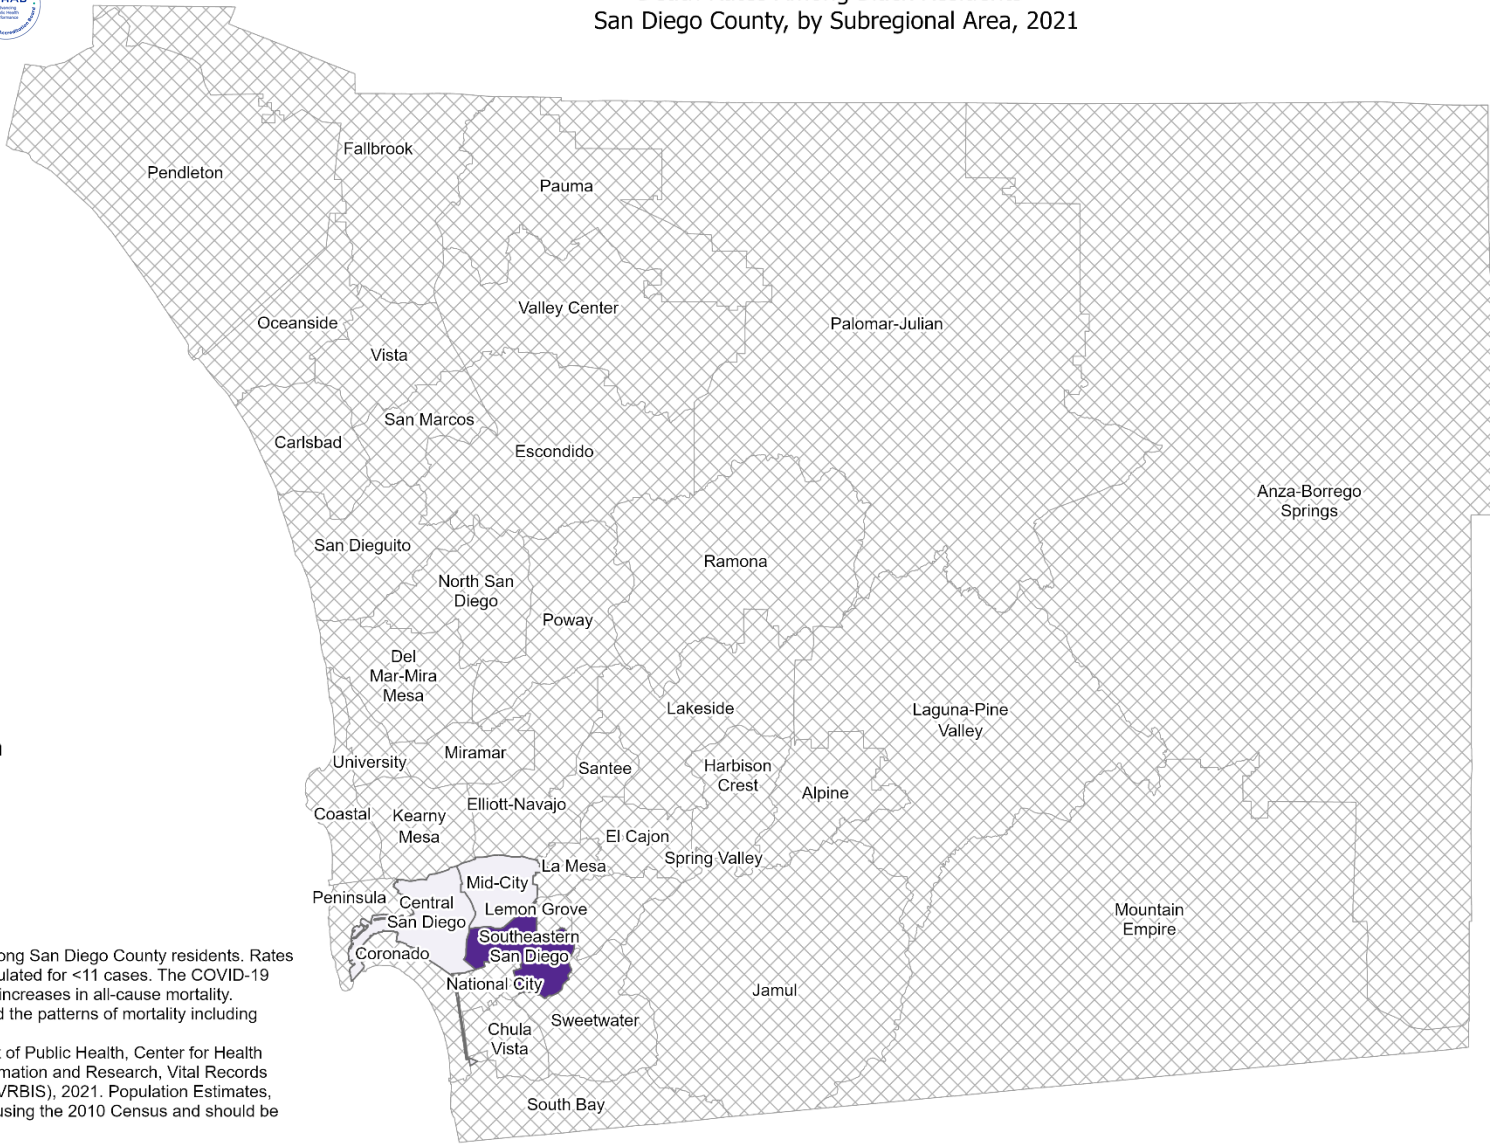 San Diego County, by Subregional Area, 2021
Fallbrook
Pendleton
Pauma
Valley Center
Oceanside
Palomar-Julian
Vista
San Marcos
Carlsbad
Escondido
Anza-Borrego
Springs
San Dieguito
Ramona
North San
Diego
Poway
Del
Mar-Mira
Mesa
Lakeside
Laguna-Pine
Valley
Miramar
University
Santee
Harbison
Crest
Alpine
Elliott-Navajo
Coastal
Kearny
Mesa
El Cajon
Spring Valley
La Mesa
Mid-City
Peninsula
Central
San Diego
Lemon Grove
Mountain
Empire
Southeastern
San Diego
Coronado
National City
Jamul
Sweetwater
Chula
Vista
South Bay
ong San Diego County residents. Rates
ulated for <11 cases. The COVID-19
increases in all-cause mortality.
d the patterns of mortality including
of Public Health, Center for Health
mation and Research, Vital Records
VRBIS), 2021. Population Estimates,
using the 2010 Census and should be